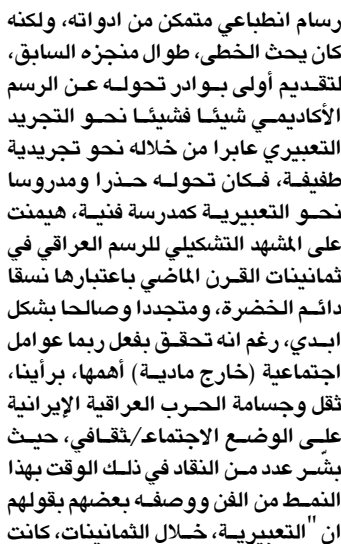 رسام انطباعي متمكن من ادواته، ولكنه
كان يحث الخطى، طوال منجزه السابق،
لتقديم أولى بوادر تحوله عن الرسم
الأكاديمي شيئا فشيئا نحو التجريد
التعبيري عابرا من خلاله نحو تجريدية
طفيفة، فكان تحوله حذرا ومدروسا
نحو التعبيرية كمدرسة فنية، هيمنت
على المشهد التشكيلي للرسم العراقي في
ثمانينات القرن الماضي باعتبارها نسقا
دائم الخضرة، ومتجددا وصالحا بشكل
ابدي، رغم انه تحقق بفعل ربما عوامل
اجتماعية (خارج مادية) أهمها، برأينا،
ثقل وجسامة الحرب العراقية الإيرانية
على الوضع الاجتماعـ/ثقافي، حيث
بشّر عدد من النقاد في ذلك الوقت بهذا
النمط من الفن ووصفه بعضهم بقولهم
ان "التعبيرية، خلال الثمانينات، كانت